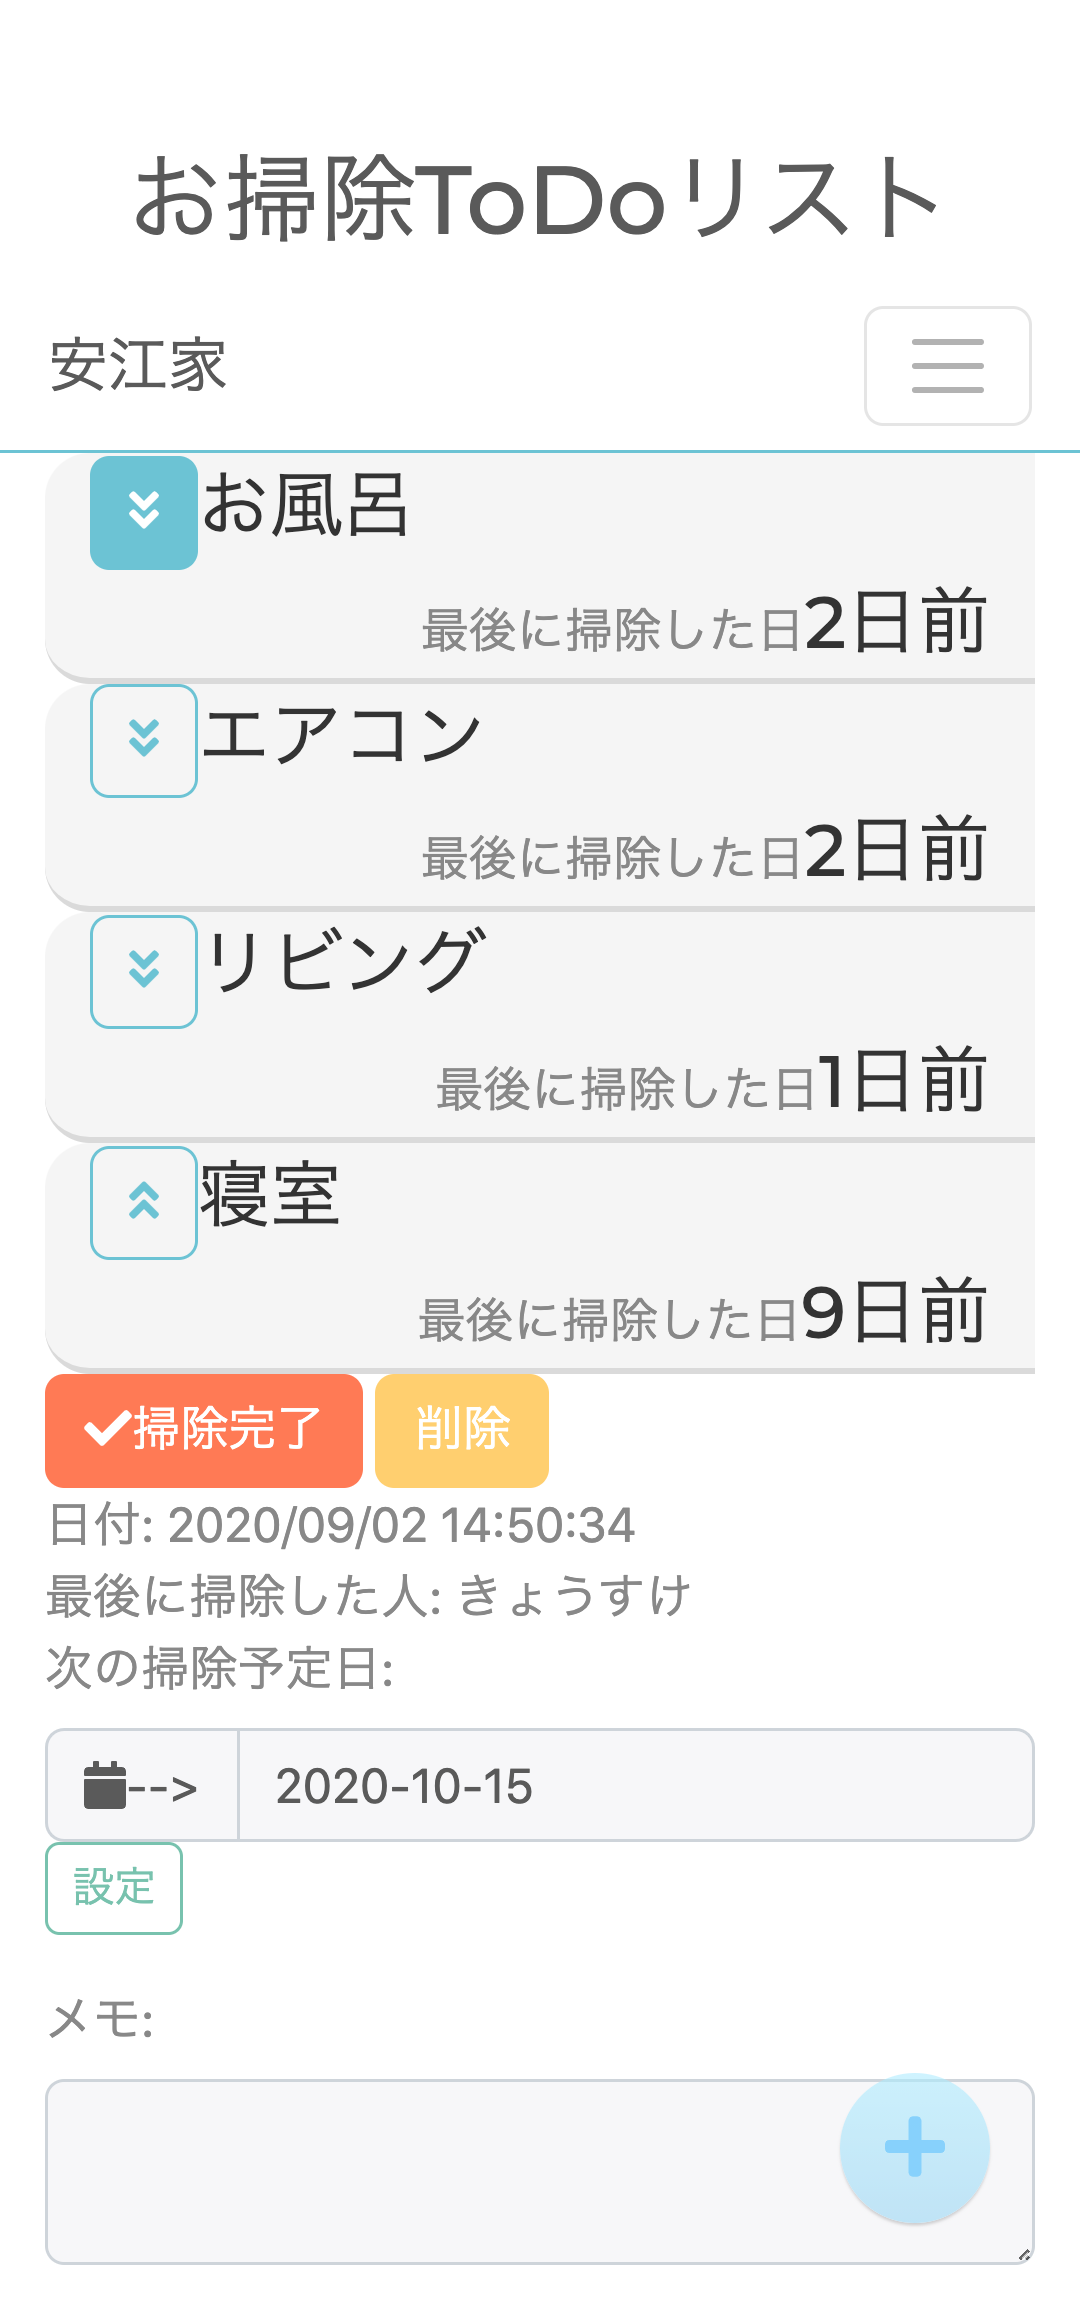 お掃除ToDoリスト
安江家
お風呂
最後に掃除した日2日前
エアコン
最後に掃除した日2日前
リビング
最後に掃除した日1日前
寝室
最後に掃除した日9日前
掃除完了 削除
日付: 2020/09/02 14:50:34
最後に掃除した人: きょうすけ
次の掃除予定日:
--> 2020-10-15
設定
メモ: